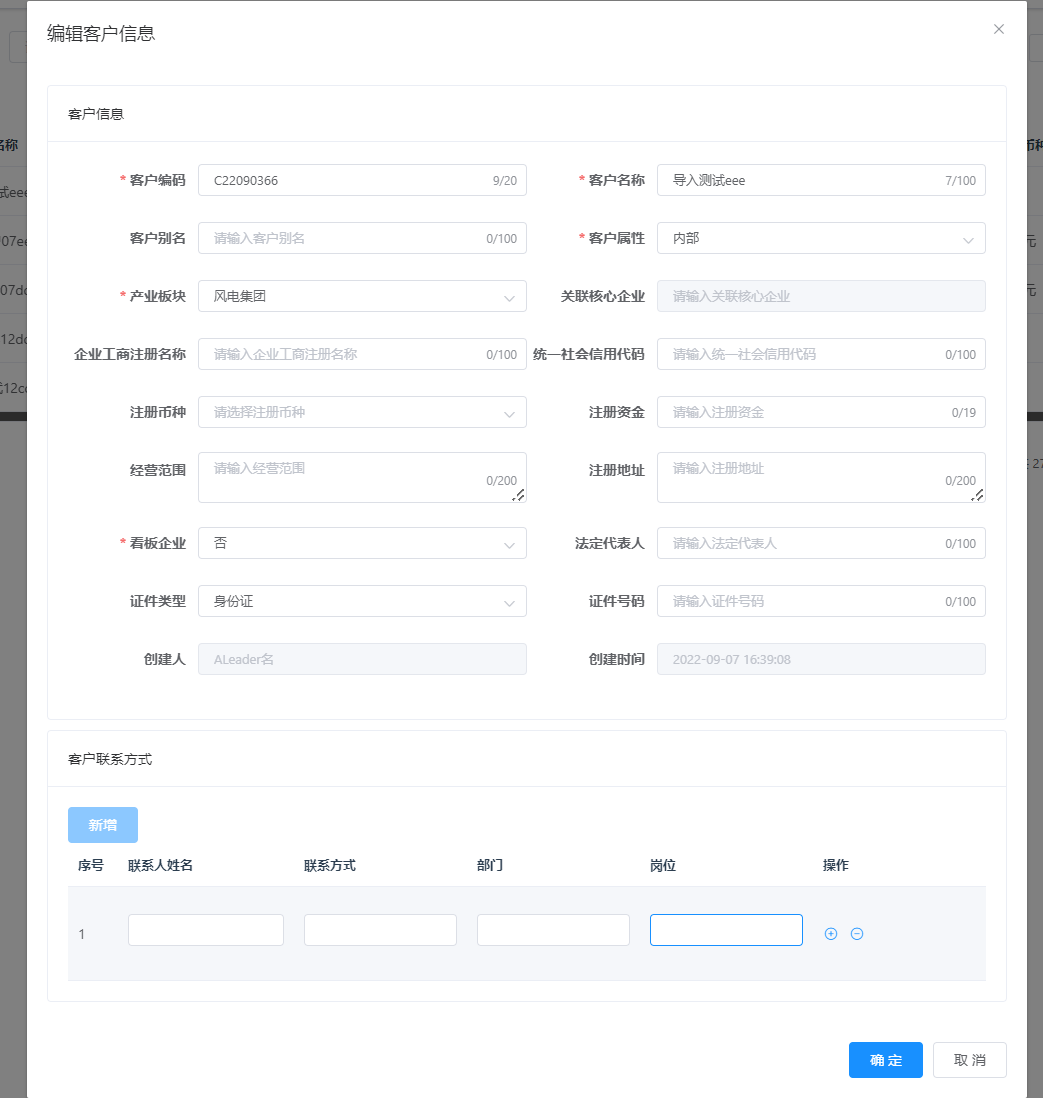 编辑客户信息
客户信息
* 客户编码 C22090366 9/20 * 客户名称 导入测试eee 7/100
客户别名 请输入客户别名 0/100 * 客户属性 内部
* 产业板块 风电集团 关联核心企业 请输入关联核心企业
企业工商注册名称 请输入企业工商注册名称 0/100 统一社会信用代码 请输入统一社会信用代码 0/100
注册币种 请选择注册币种 注册资金 请输入注册资金 0/19
经营范围 请输入经营范围 0/200 注册地址 请输入注册地址 0/200
* 看板企业 否 法定代表人 请输入法定代表人 0/100
证件类型 身份证 证件号码 请输入证件号码 0/100
创建人 ALeader名 创建时间 2022-09-07 16:39:08
客户联系方式
新增
序号 联系人姓名 联系方式 部门 岗位 操作
1
确 定 取 消